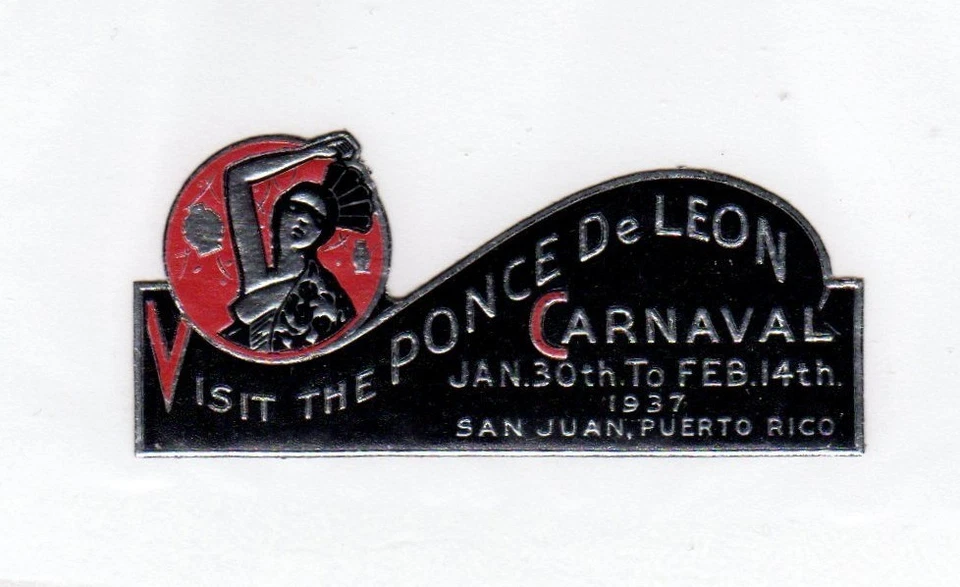 VISIT THE PONCE De LEON
CARNAVAL
JAN. 30th. To FEB. 14th.
1937
SAN JUAN, PUERTO RICO